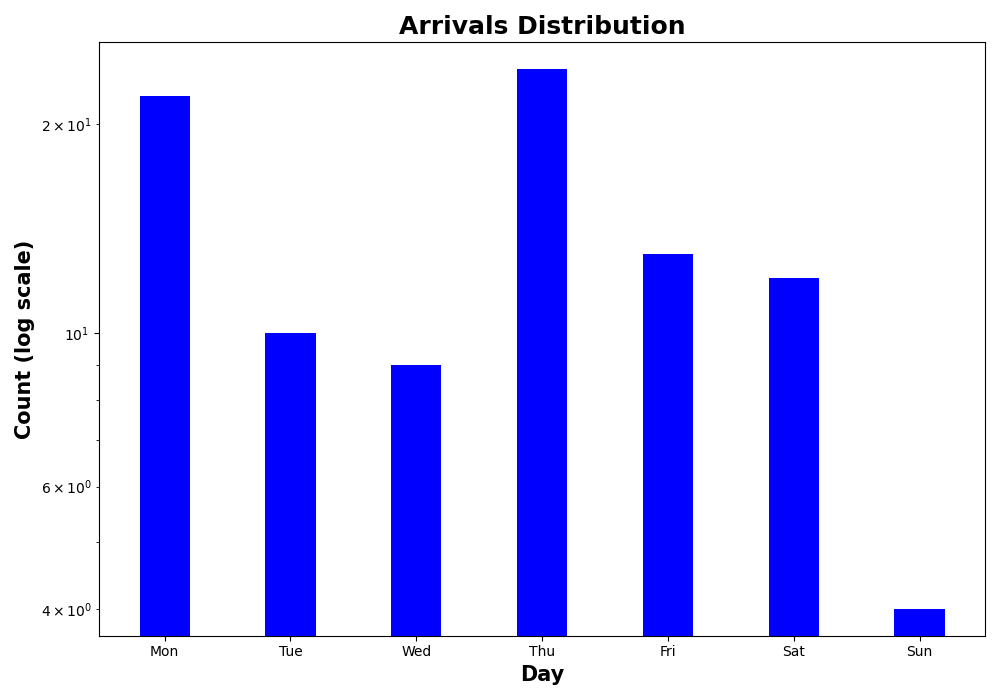 Arrivals Distribution
Count (log scale)
2 × 10¹
10¹
6 × 10⁰
4 × 10⁰
Mon Tue Wed Thu Fri Sat Sun
Day